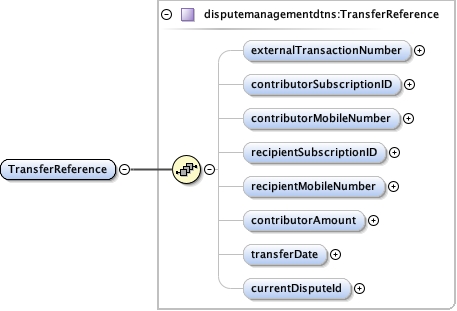 disputemanagementdtns:TransferReference
externalTransactionNumber
contributorSubscriptionID
contributorMobileNumber
recipientSubscriptionID
TransferReference
recipientMobileNumber
contributorAmount
transferDate
currentDisputeId